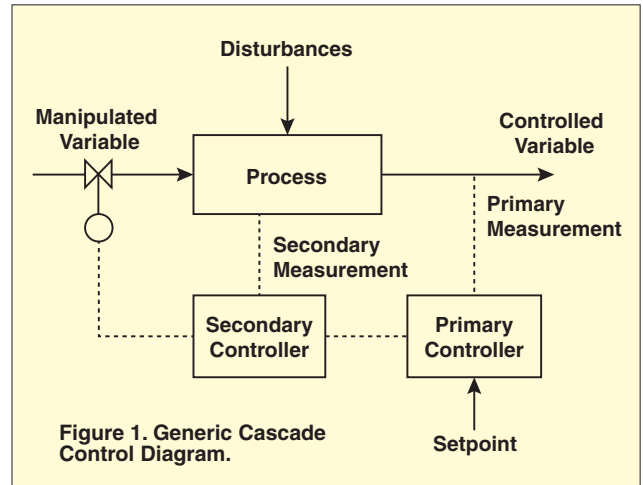 Disturbances
Manipulated
Variable
Controlled
Variable
Process
Primary
Measurement
Secondary
Measurement
Secondary
Controller
Primary
Controller
Figure 1. Generic Cascade
Control Diagram.
Setpoint